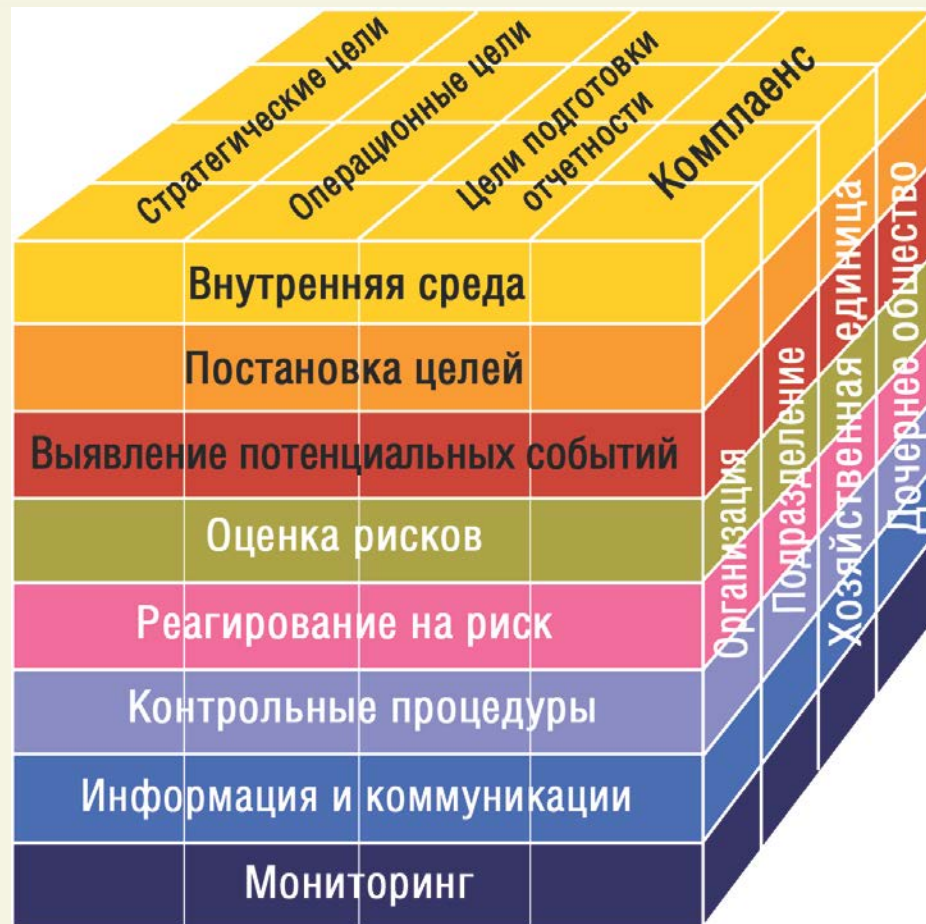 Стратегические цели
Операционные цели
Цели подготовки
отчетности
Комплаенс
Внутренняя среда
Постановка целей
Выявление потенциальных событий
Оценка рисков
Реагирование на риск
Контрольные процедуры
Информация и коммуникации
Мониторинг
Организация
Подразделение
Хозяйственная единица
Дочернее общество